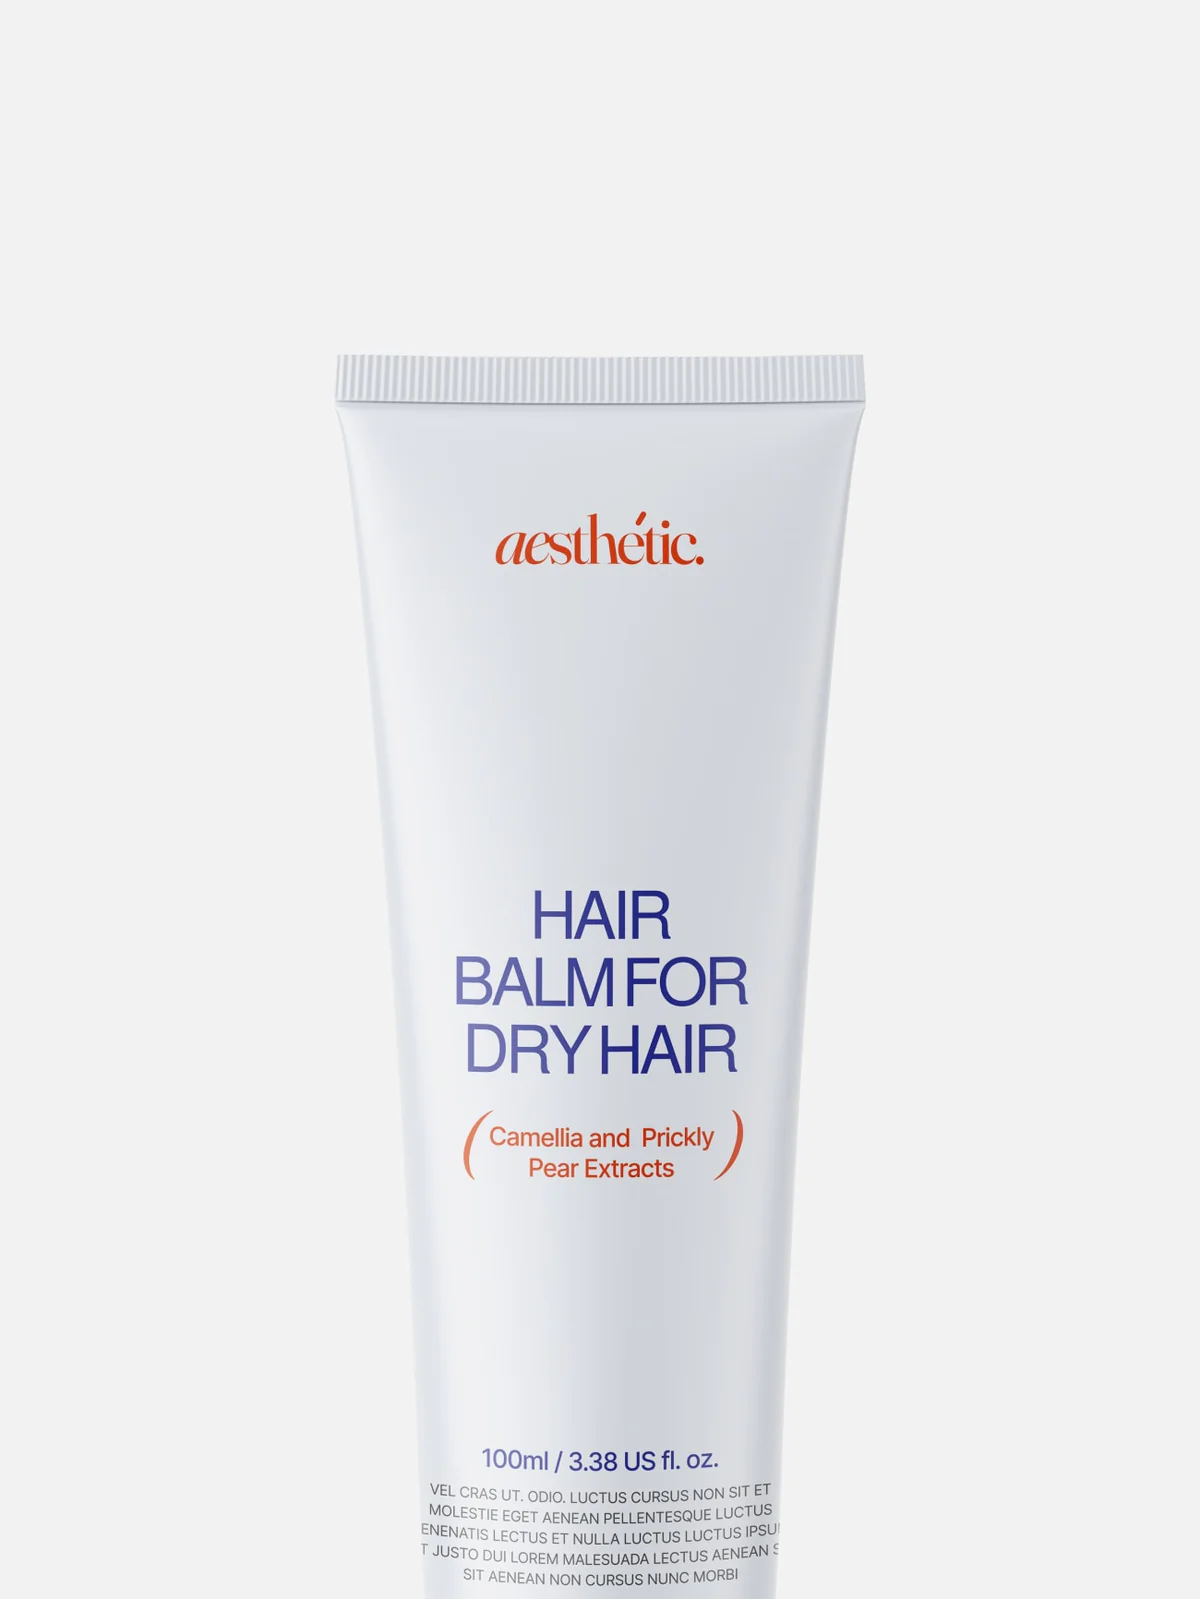 aesthétic.
HAIR
BALM FOR
DRY HAIR
(Camellia and Prickly
Pear Extracts)
100ml / 3.38 US fl. oz.
VEL CRAS UT. ODIO. LUCTUS CURSUS NON SIT ET
MOLESTIE EGET AENEAN PELLENTESQUE LUCTUS
ENENATIS LECTUS ET NULLA LUCTUS LUCTUS IPSU
T JUSTO DUI LOREM MALESUADA LECTUS AENEAN S
SIT AENEAN NON CURSUS NUNC MORBI